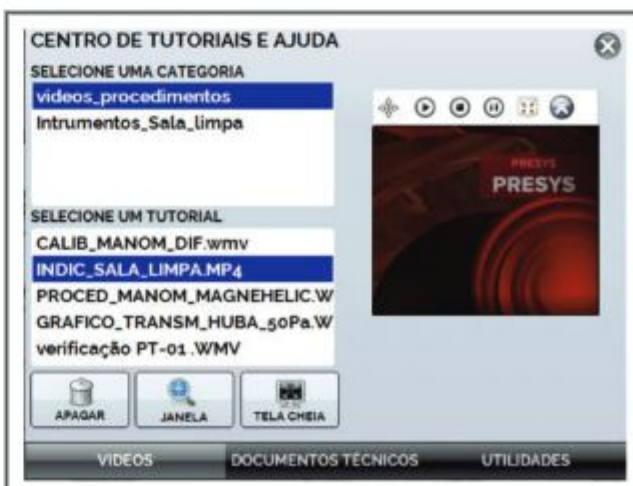 CENTRO DE TUTORIAIS E AJUDA
SELECIONE UMA CATEGORIA
videos_procedimentos
Intrumentos_Sala_limpa
PRESYS
PRESYS
SELECIONE UM TUTORIAL
CALIB_MANOM_DIF.wmv
INDIC_SALA_LIMPA.MP4
PROCED_MANOM_MAGNEHELIC.W
GRAFICO_TRANSM_HUBA_50Pa.W
verificação PT-01 .WMV
APAGAR
JANELA
TELA CHEIA
VIDEOS
DOCUMENTOS TÉCNICOS
UTILIDADES